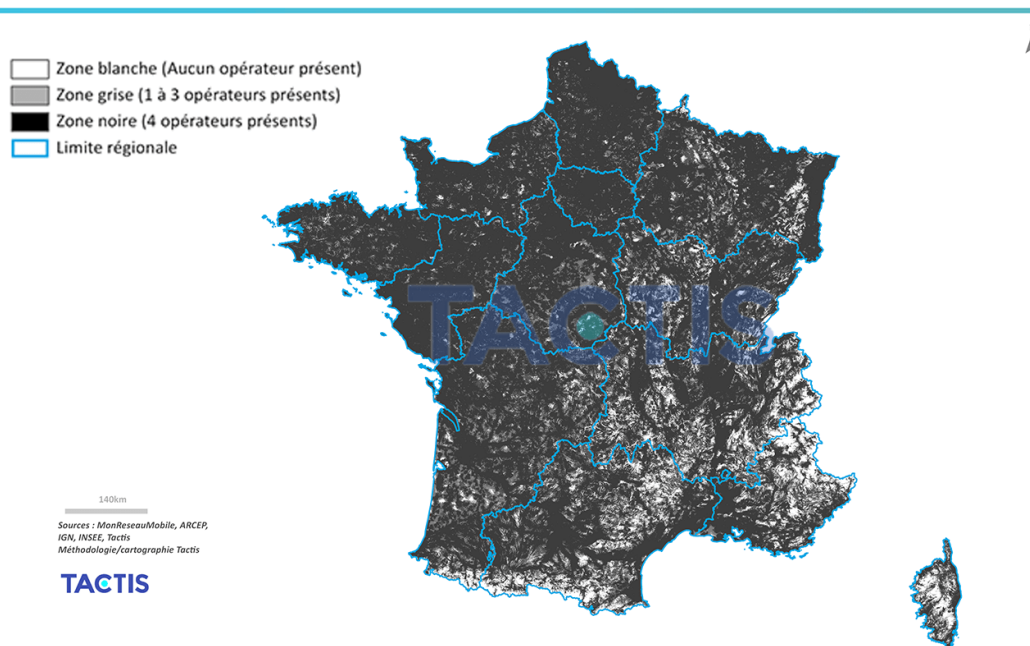 Zone blanche (Aucun opérateur présent)
Zone grise (1 à 3 opérateurs présents)
Zone noire (4 opérateurs présents)
Limite régionale
TACTIS
140km
Sources : MonReseauMobile, ARCEP,
IGN, INSEE, Tactis
Méthodologie/cartographie Tactis
TACTIS